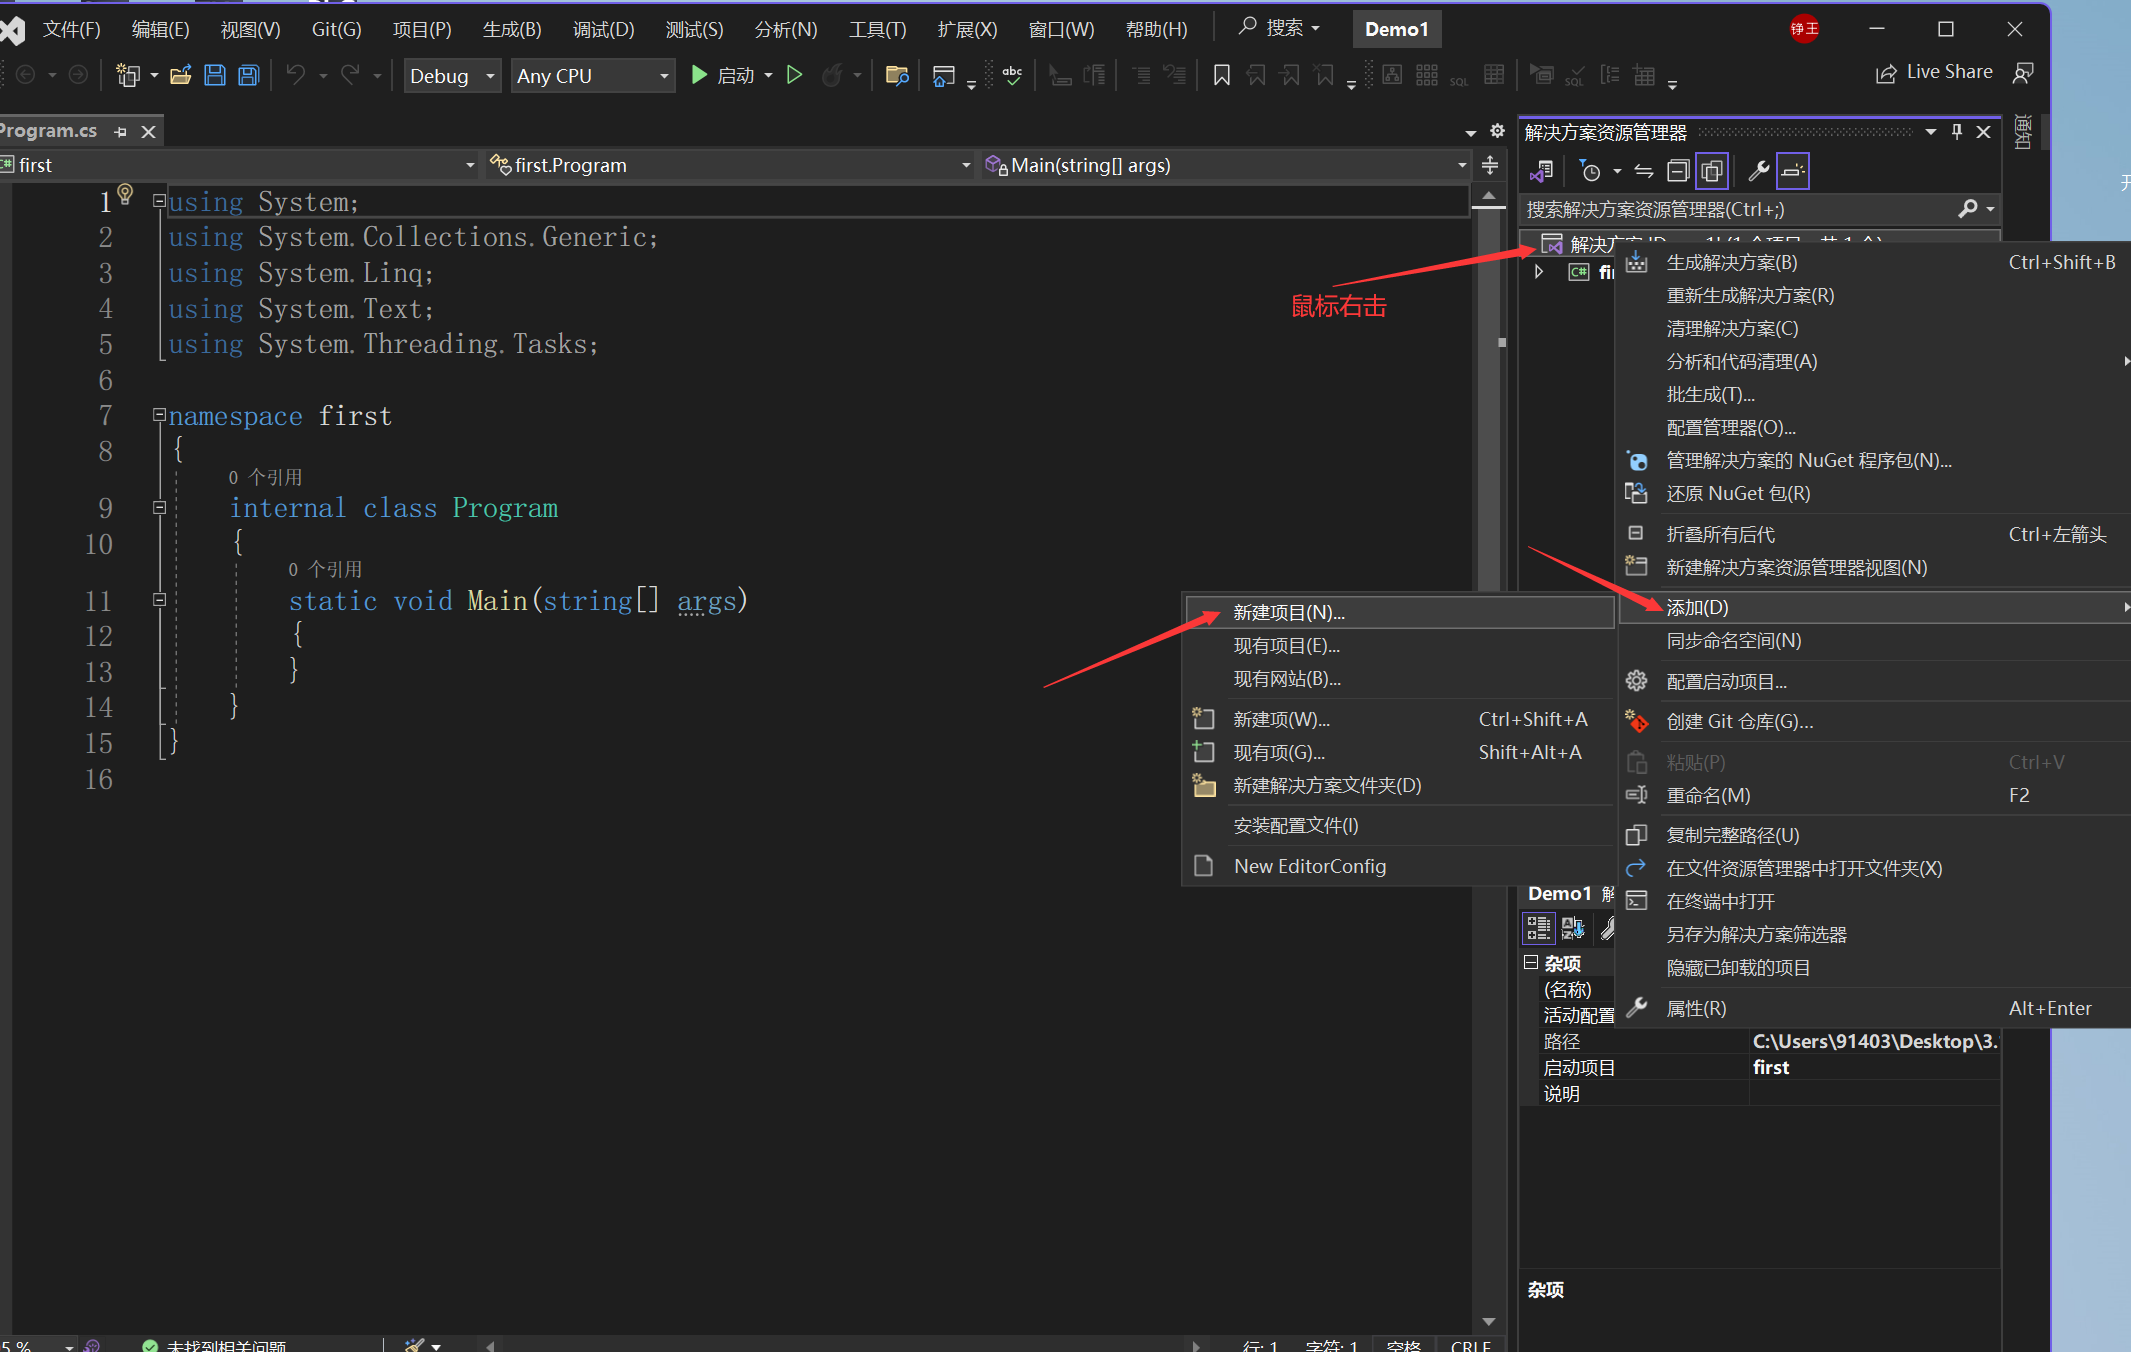 文件(F) 编辑(E) 视图(V) Git(G) 项目(P) 生成(B) 调试(D) 测试(S) 分析(N) 工具(T) 扩展(X) 窗口(W) 帮助(H) 搜索 Demo1 铮王
Debug Any CPU 启动 abc SQL SQL Live Share
Program.cs
first first.Program Main(string[] args)
1 using System;
2 using System.Collections.Generic;
3 using System.Linq;
4 using System.Text;
5 using System.Threading.Tasks;
6
7 namespace first
8 {
0 个引用
9 internal class Program
10 {
0 个引用
11 static void Main(string[] args)
12 {
13 }
14 }
15 }
16
鼠标右击
解决方案资源管理器
通知
搜索解决方案资源管理器(Ctrl+;)
解决方案
C# fi
生成解决方案(B) Ctrl+Shift+B
重新生成解决方案(R)
清理解决方案(C)
分析和代码清理(A)
批生成(T)...
配置管理器(O)...
管理解决方案的 NuGet 程序包(N)...
还原 NuGet 包(R)
折叠所有后代 Ctrl+左箭头
新建解决方案资源管理器视图(N)
添加(D)
同步命名空间(N)
配置启动项目...
创建 Git 仓库(G)...
粘贴(P) Ctrl+V
重命名(M) F2
复制完整路径(U)
在文件资源管理器中打开文件夹(X)
在终端中打开
另存为解决方案筛选器
隐藏已卸载的项目
属性(R) Alt+Enter
新建项目(N)...
现有项目(E)...
现有网站(B)...
新建项(W)... Ctrl+Shift+A
现有项(G)... Shift+Alt+A
新建解决方案文件夹(D)
安装配置文件(I)
New EditorConfig
Demo1 解
杂项
(名称)
活动配置
路径 C:\Users\91403\Desktop\3.
启动项目 first
说明
杂项
5 % 未找到相关问题 行: 1 字符: 1 空格 CRLF